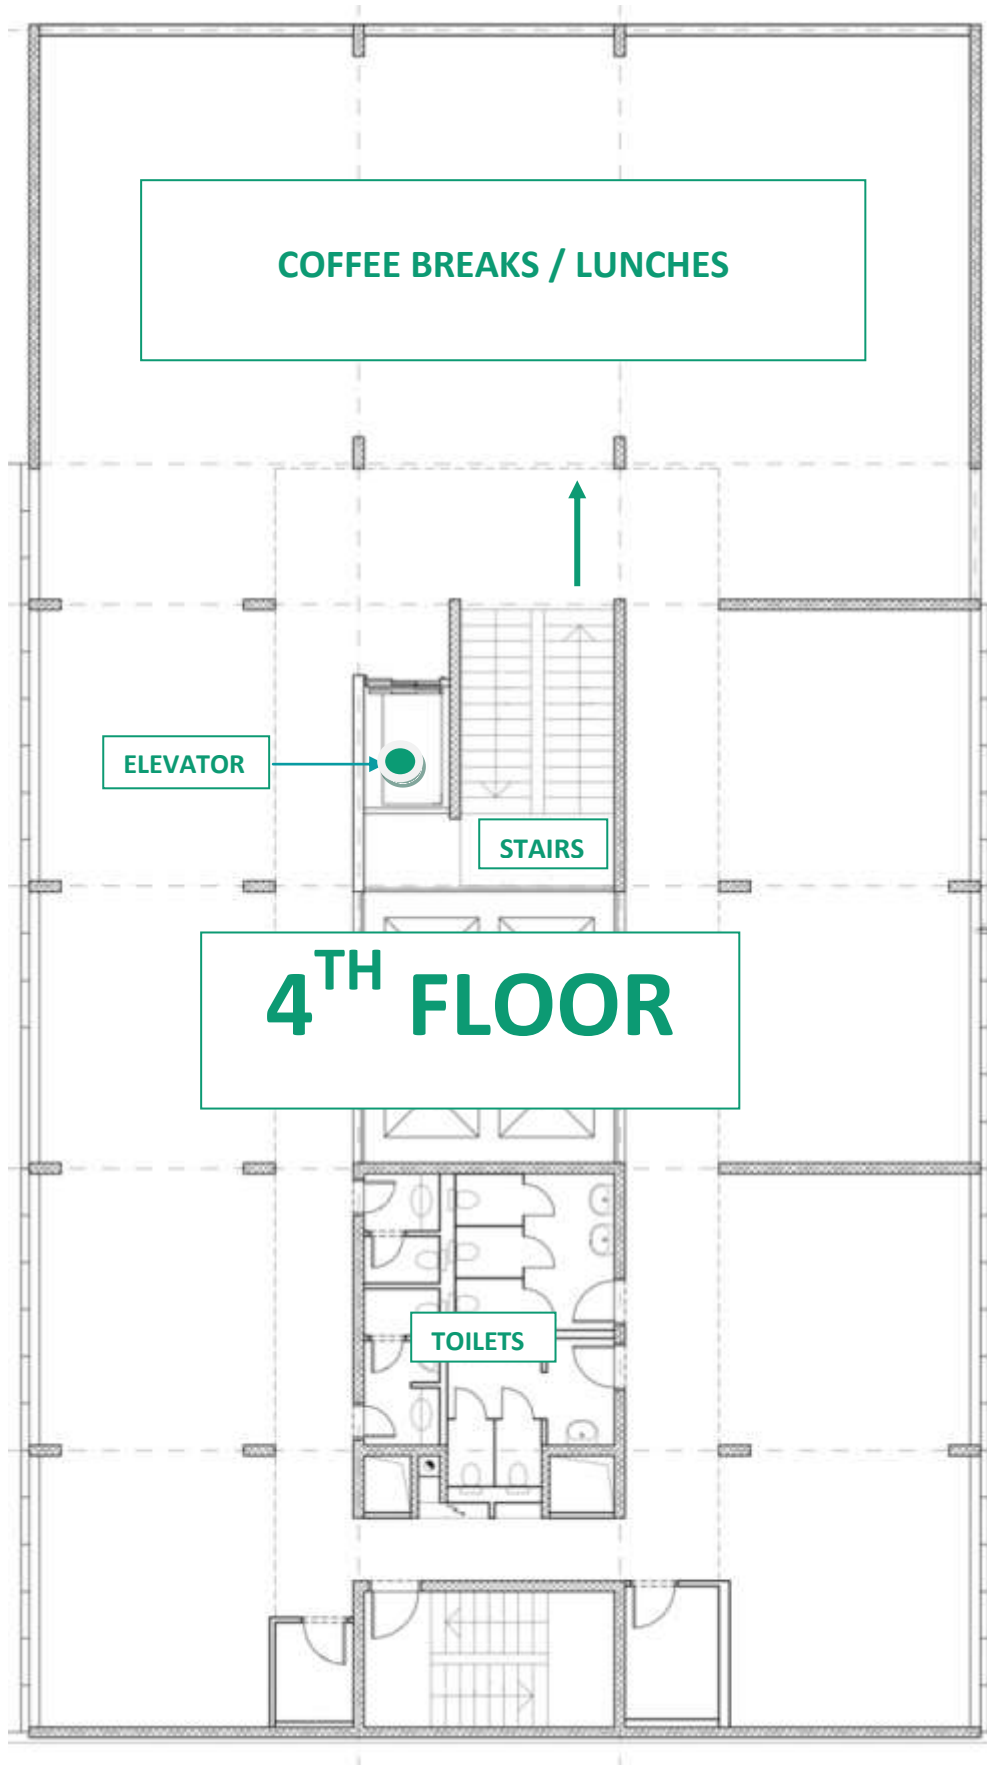 COFFEE BREAKS / LUNCHES
ELEVATOR
STAIRS
4TH FLOOR
TOILETS